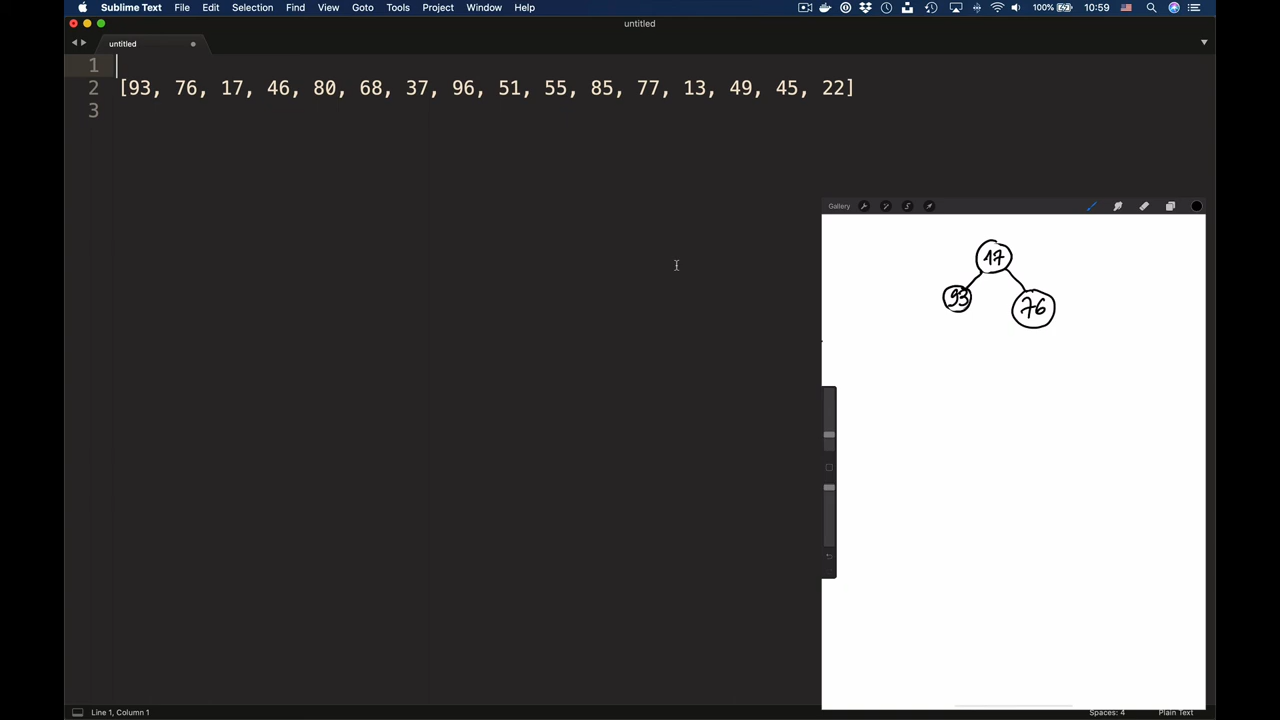 Sublime Text File Edit Selection Find View Goto Tools Project Window Help 100% 10:59
untitled
untitled
1
2 [93, 76, 17, 46, 80, 68, 37, 96, 51, 55, 85, 77, 13, 49, 45, 22]
3
Gallery
17
93
76
Line 1, Column 1 Spaces: 4 Plain Text